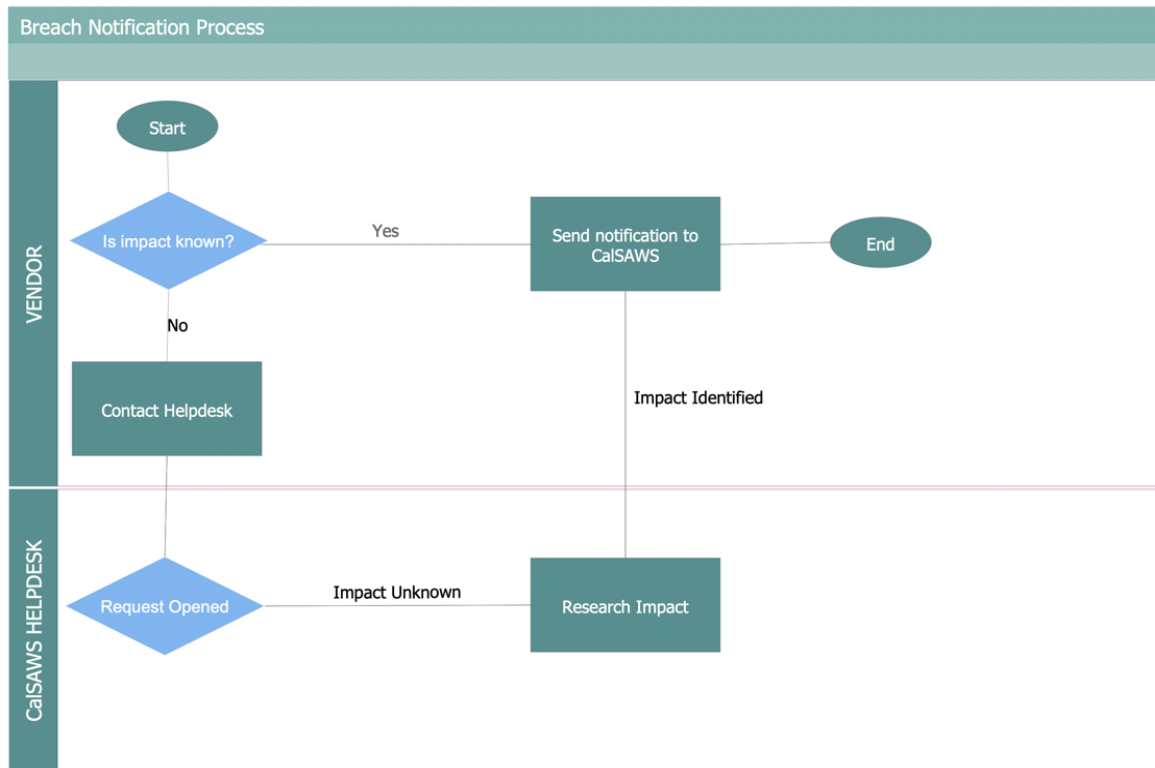 Breach Notification Process
VENDOR
Start
Is impact known?
Yes
Send notification to
CalSAWS
End
No
Contact Helpdesk
Impact Identified
CalSAWS HELPDESK
Request Opened
Impact Unknown
Research Impact